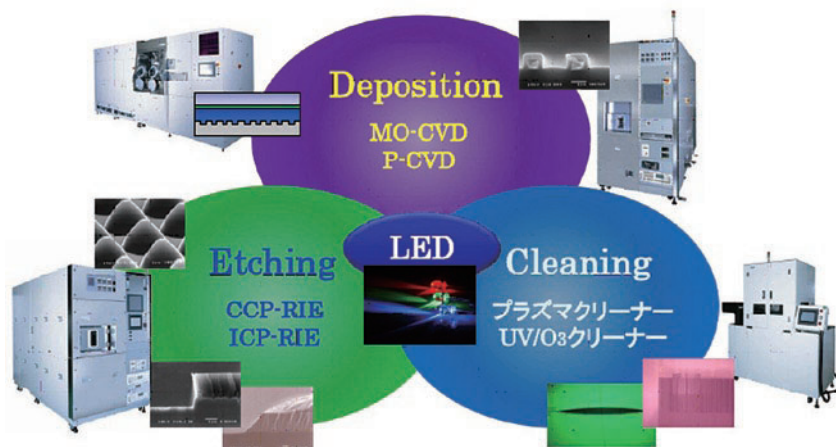 Deposition
MO-CVD
P-CVD
LED
Etching
CCP-RIE
ICP-RIE
Cleaning
プラズマクリーナー
UV/O₃クリーナー